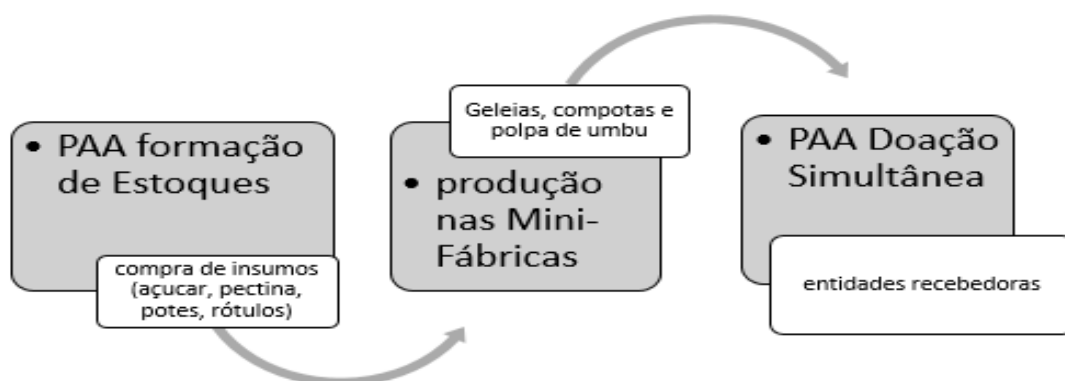 • PAA formação
de Estoques
compra de insumos
(açucar, pectina,
potes, rótulos)
Geleias, compotas e
polpa de umbu
• produção
nas Mini-
Fábricas
• PAA Doação
Simultânea
entidades recebedoras